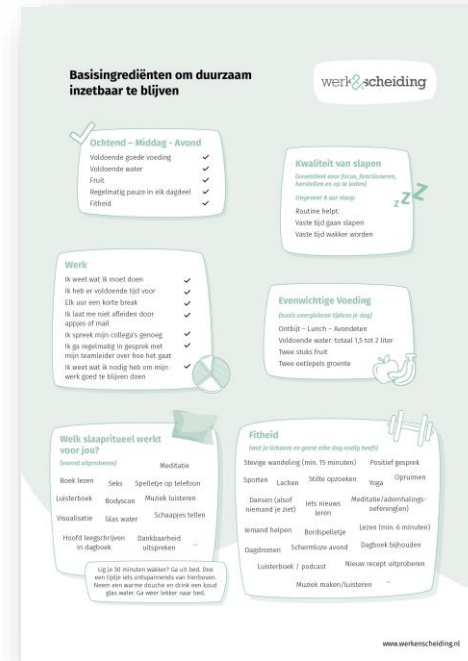 Basisingrediënten om duurzaam
inzetbaar te blijven
werk&scheiding
Ochtend – Middag - Avond
Voldoende goede voeding
Voldoende water
Fruit
Regelmatig pauze in elk dagdeel
Fitheid
Kwaliteit van slapen
(essentieel voor focus, functioneren,
herstellen en op te laden)
Ongeveer 8 uur slaap
Routine helpt:
Vaste tijd gaan slapen
Vaste tijd wakker worden
zZZ
Werk
Ik weet wat ik moet doen
Ik heb er voldoende tijd voor
Elk uur een korte break
Ik laat me niet afleiden door
appjes of mail
Ik spreek mijn collega's genoeg
Ik ga regelmatig in gesprek met
mijn teamleider over hoe het gaat
Ik weet wat ik nodig heb om mijn
werk goed te blijven doen
Evenwichtige Voeding
(basis energiebron tijdens je dag)
Ontbijt – Lunch – Avondeten
Voldoende water: totaal 1,5 tot 2 liter
Twee stuks fruit
Twee eetlepels groente
Welk slaapritueel werkt
voor jou?
(vooral uitproberen)
Meditatie
Boek lezen Seks Spelletje op telefoon
Luisterboek Bodyscan Muziek luisteren
Visualisatie Glas water Schaapjes tellen
Hoofd leegschrijven
in dagboek
Dankbaarheid
uitspreken
...
Lig je 30 minuten wakker? Ga uit bed. Doe
een tijdje iets ontspannends van hierboven.
Neem een warme douche en drink een koud
glas water. Ga weer lekker naar bed.
Fitheid
(wat je lichaam en geest elke dag nodig heeft)
Stevige wandeling (min. 15 minuten) Positief gesprek
Sporten Lachen Stilte opzoeken Yoga Opruimen
Dansen (alsof
niemand je ziet)
Iets nieuws
leren
Meditatie/ademhalings-
oefening(en)
Iemand helpen Bordspelletje Lezen (min. 6 minuten)
Dagdromen Schermloze avond Dagboek bijhouden
Luisterboek / podcast Nieuw recept uitproberen
Muziek maken/luisteren ...
www.werkenscheiding.nl